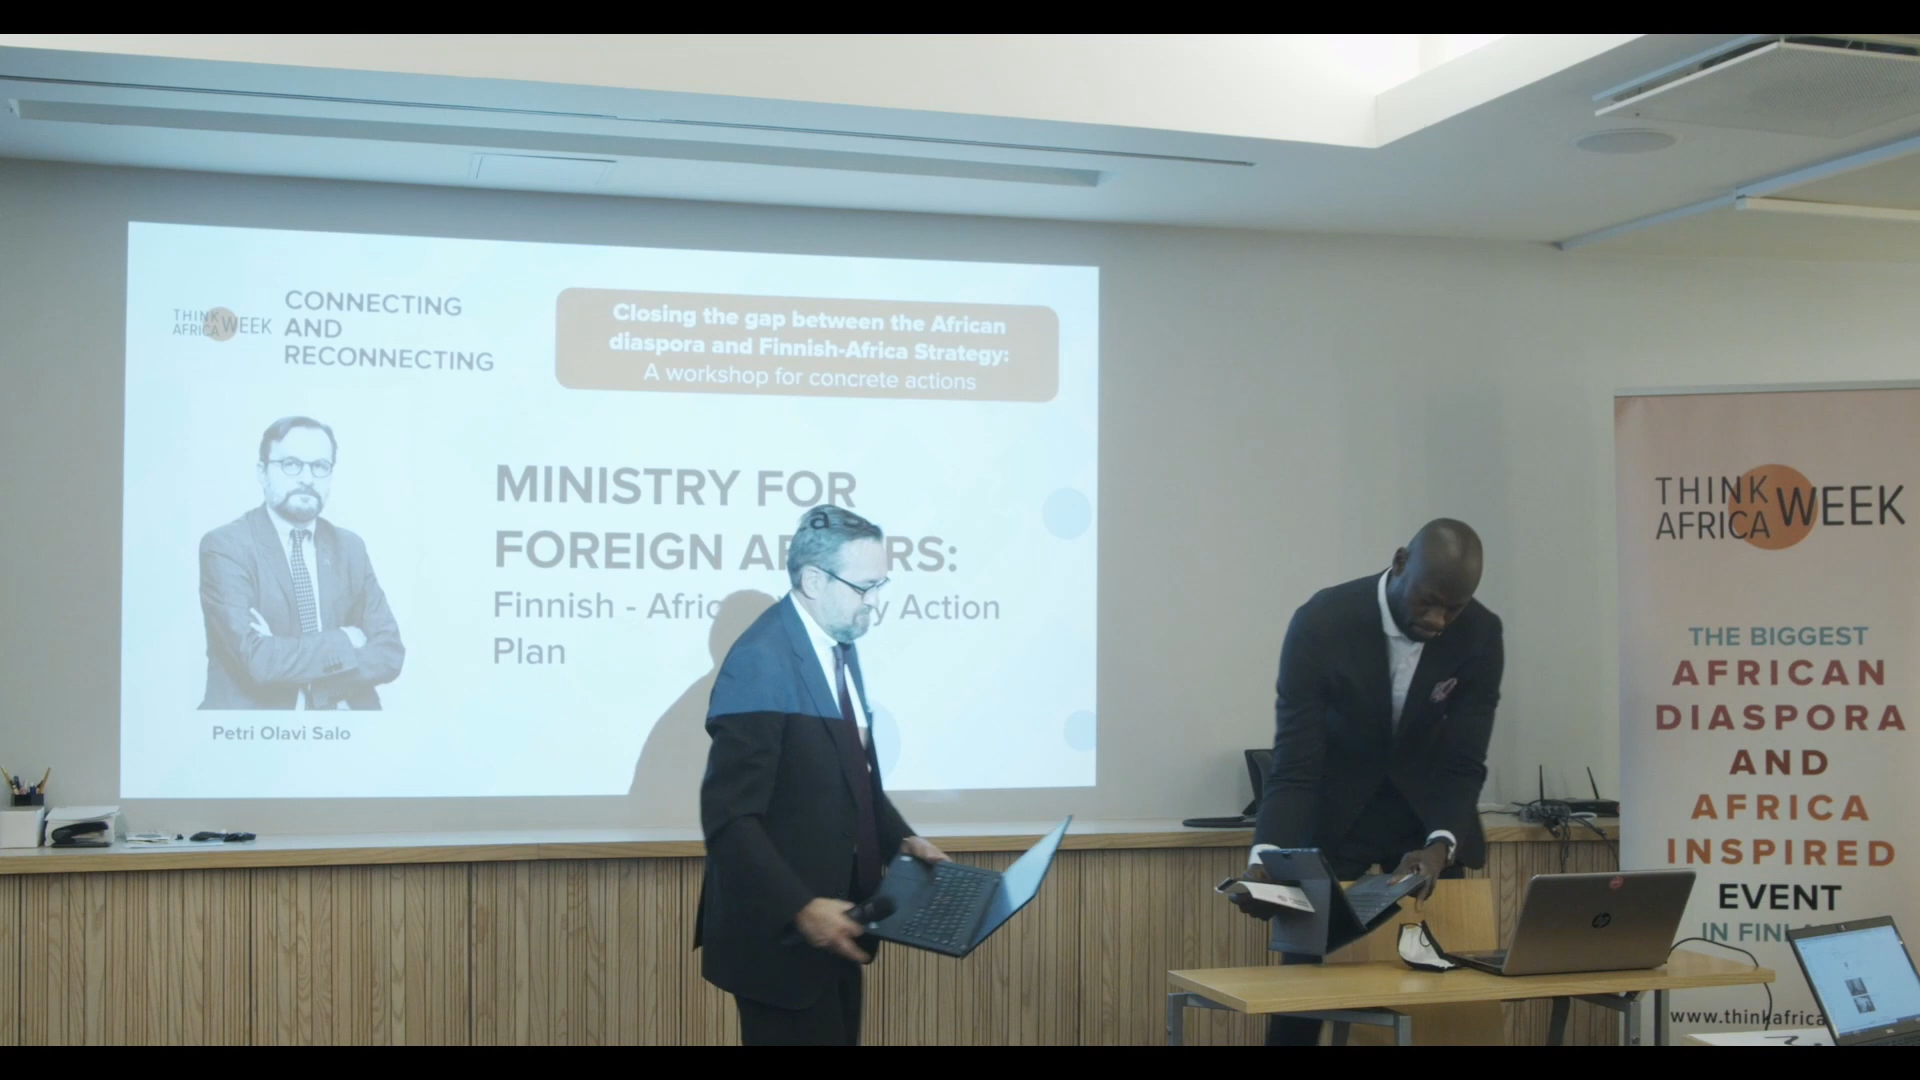 THINK
AFRICA WEEK
CONNECTING
AND
RECONNECTING
Closing the gap between the African
diaspora and Finnish-Africa Strategy:
A workshop for concrete actions
MINISTRY FOR
FOREIGN
Finnish - Action
Plan
Petri Olavi Salo
THINK
AFRICA WEEK
THE BIGGEST
AFRICAN
DIASPORA
AND
AFRICA
INSPIRED
EVENT
IN
www.thinkafrica
hp